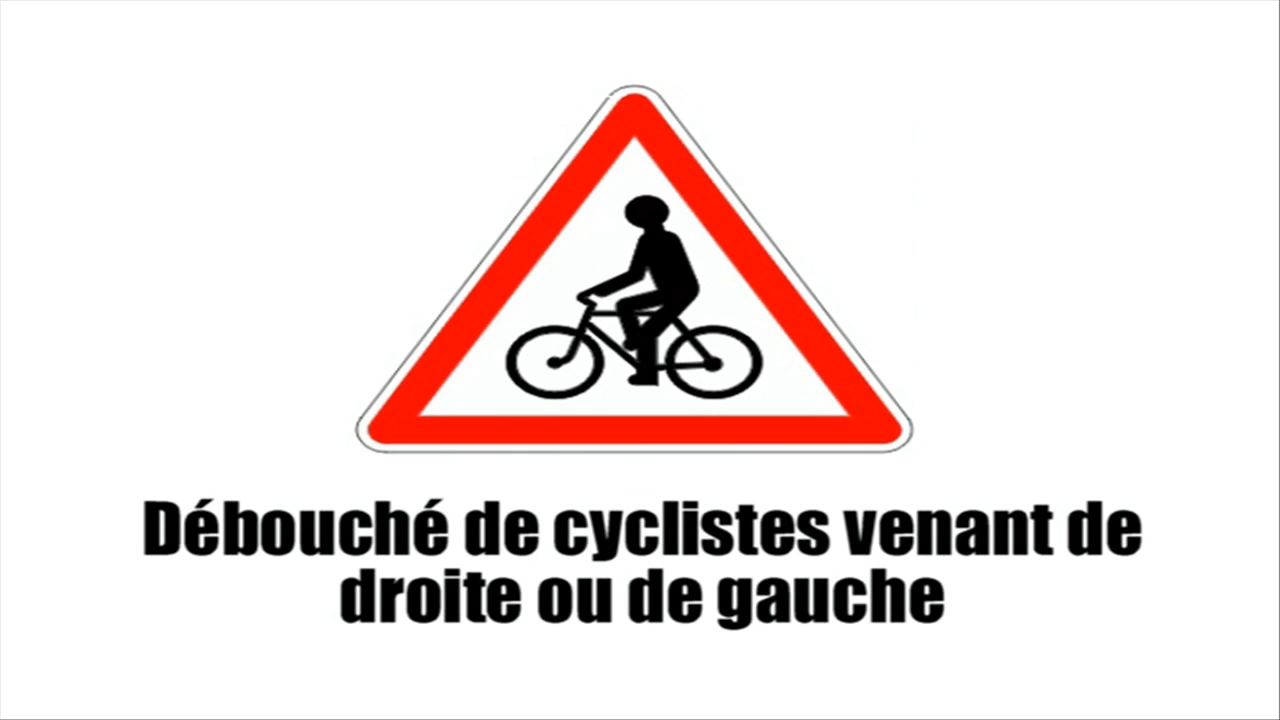 Débouché de cyclistes venant de
droite ou de gauche